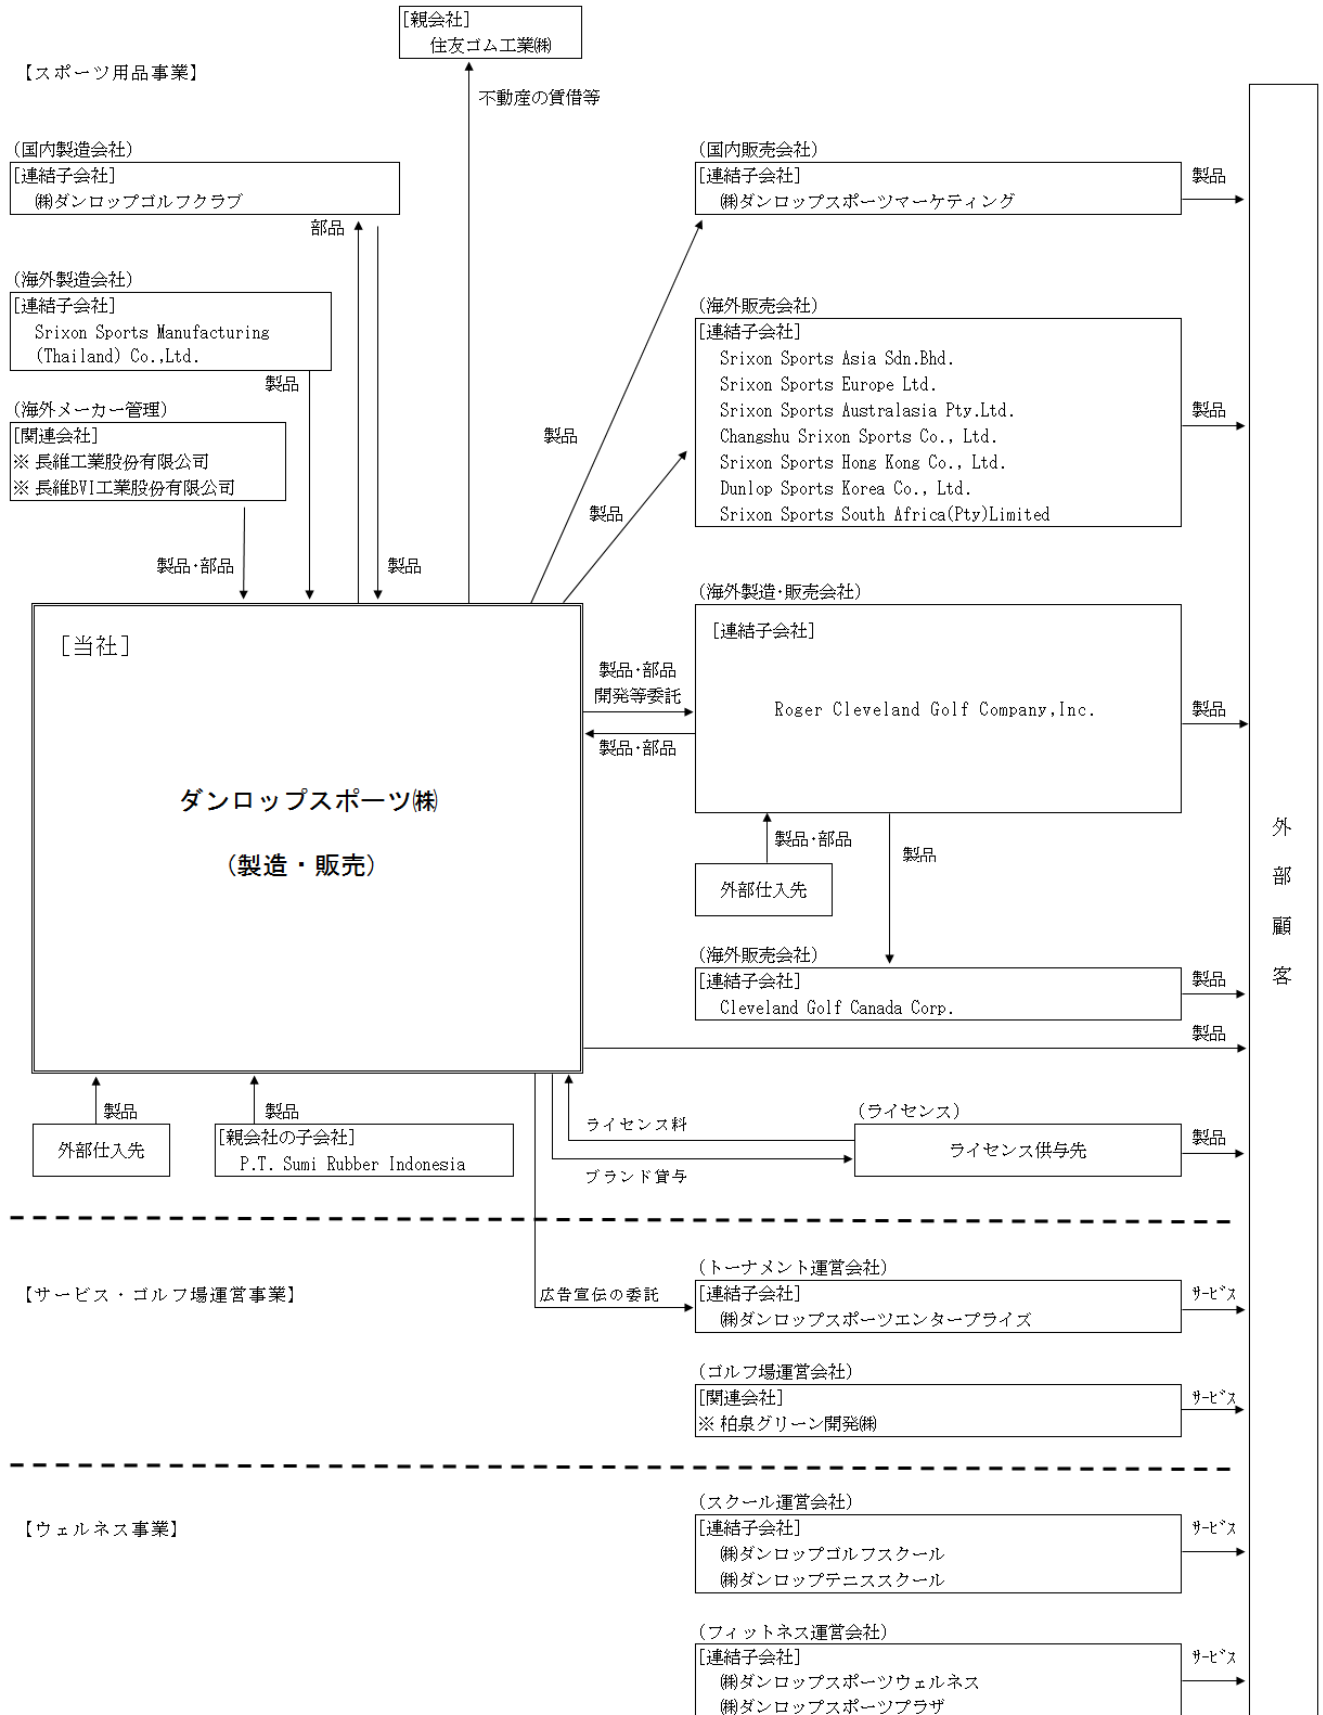 [親会社]
住友ゴム工業㈱
【スポーツ用品事業】
不動産の賃借等
(国内製造会社)
[連結子会社]
㈱ダンロップゴルフクラブ
部品
(国内販売会社)
[連結子会社]
㈱ダンロップスポーツマーケティング
製品
(海外製造会社)
[連結子会社]
Srixon Sports Manufacturing
(Thailand) Co.,Ltd.
製品
(海外メーカー管理)
[関連会社]
※ 長維工業股份有限公司
※ 長維BVI工業股份有限公司
製品・部品
製品
(海外販売会社)
[連結子会社]
Srixon Sports Asia Sdn.Bhd.
Srixon Sports Europe Ltd.
Srixon Sports Australasia Pty.Ltd.
Changshu Srixon Sports Co., Ltd.
Srixon Sports Hong Kong Co., Ltd.
Dunlop Sports Korea Co., Ltd.
Srixon Sports South Africa(Pty)Limited
製品
製品
製品
[当社]
ダンロップスポーツ㈱
(製造・販売)
製品・部品
開発等委託
製品・部品
(海外製造・販売会社)
[連結子会社]
Roger Cleveland Golf Company,Inc.
製品
製品・部品
外部仕入先
製品
(海外販売会社)
[連結子会社]
Cleveland Golf Canada Corp.
製品
製品
外部顧客
製品
外部仕入先
製品
[親会社の子会社]
P.T. Sumi Rubber Indonesia
ライセンス料
ブランド貸与
(ライセンス)
ライセンス供与先
製品
【サービス・ゴルフ場運営事業】
広告宣伝の委託
(トーナメント運営会社)
[連結子会社]
㈱ダンロップスポーツエンタープライズ
ｻｰﾋﾞｽ
(ゴルフ場運営会社)
[関連会社]
※ 柏泉グリーン開発㈱
ｻｰﾋﾞｽ
【ウェルネス事業】
(スクール運営会社)
[連結子会社]
㈱ダンロップゴルフスクール
㈱ダンロップテニススクール
ｻｰﾋﾞｽ
(フィットネス運営会社)
[連結子会社]
㈱ダンロップスポーツウェルネス
㈱ダンロップスポーツプラザ
ｻｰﾋﾞｽ